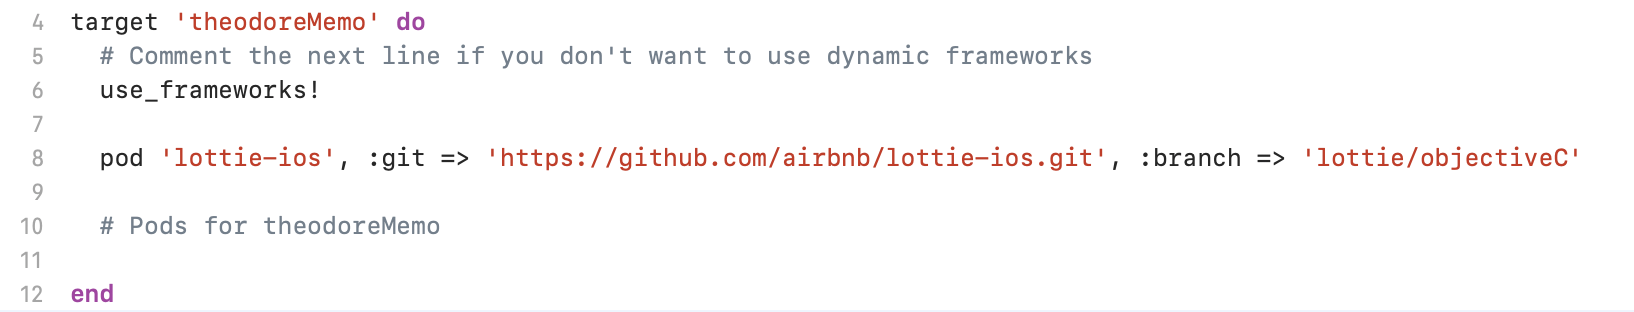 4 target 'theodoreMemo' do
5 # Comment the next line if you don't want to use dynamic frameworks
6 use_frameworks!
7
8 pod 'lottie-ios', :git => 'https://github.com/airbnb/lottie-ios.git', :branch => 'lottie/objectiveC'
9
10 # Pods for theodoreMemo
11
12 end